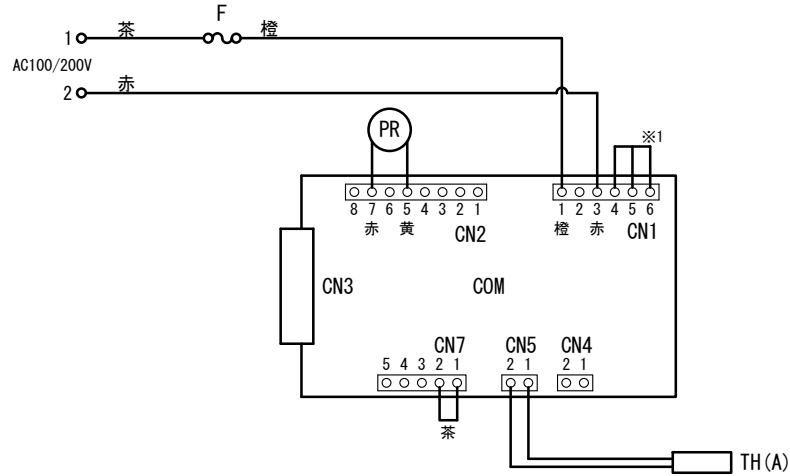 F
茶
橙
1
AC100/200V
赤
2
PR
※1
8 7 6 5 4 3 2 1
1 2 3 4 5 6
赤 黄
橙 赤
CN2
CN1
CN3
COM
CN7
CN5
CN4
5 4 3 2 1
2 1
2 1
茶
TH(A)